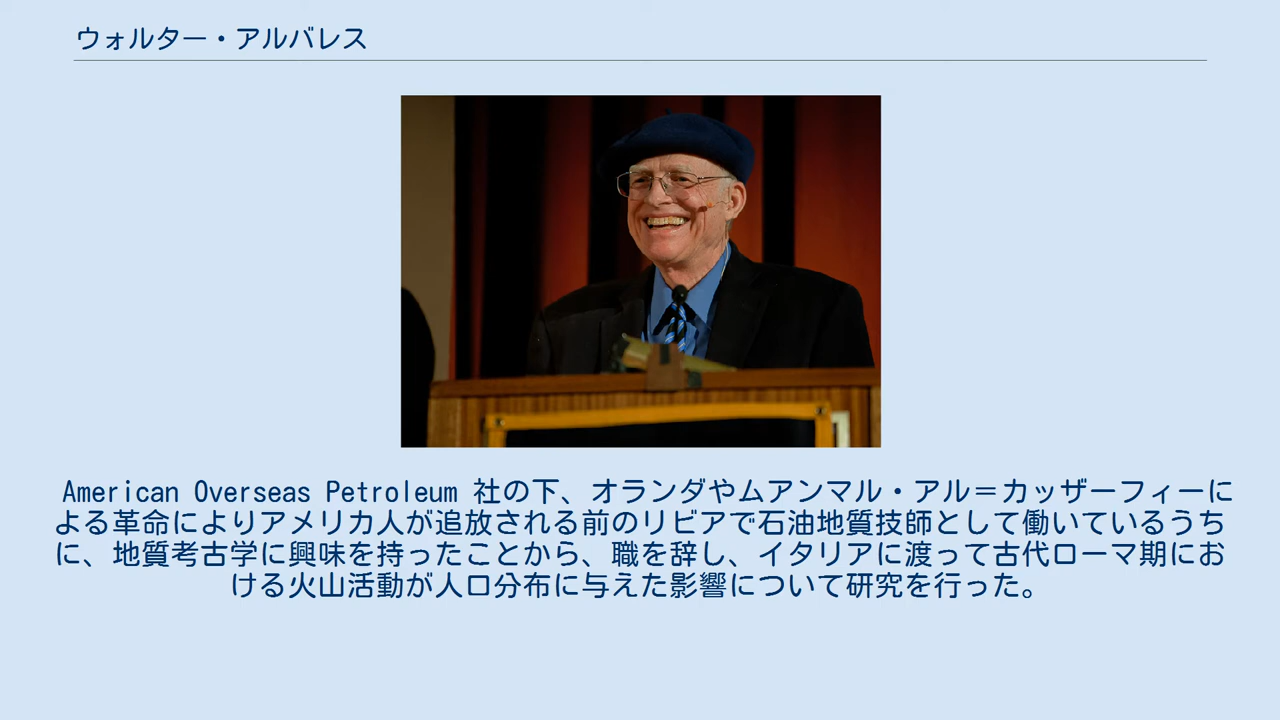 ウォルター・アルバレス
American Overseas Petroleum 社の下、オランダやムアンマル・アル＝カッザーフィーに
よる革命によりアメリカ人が追放される前のリビアで石油地質技師として働いているうち
に、地質考古学に興味を持ったことから、職を辞し、イタリアに渡って古代ローマ期にお
ける火山活動が人口分布に与えた影響について研究を行った。